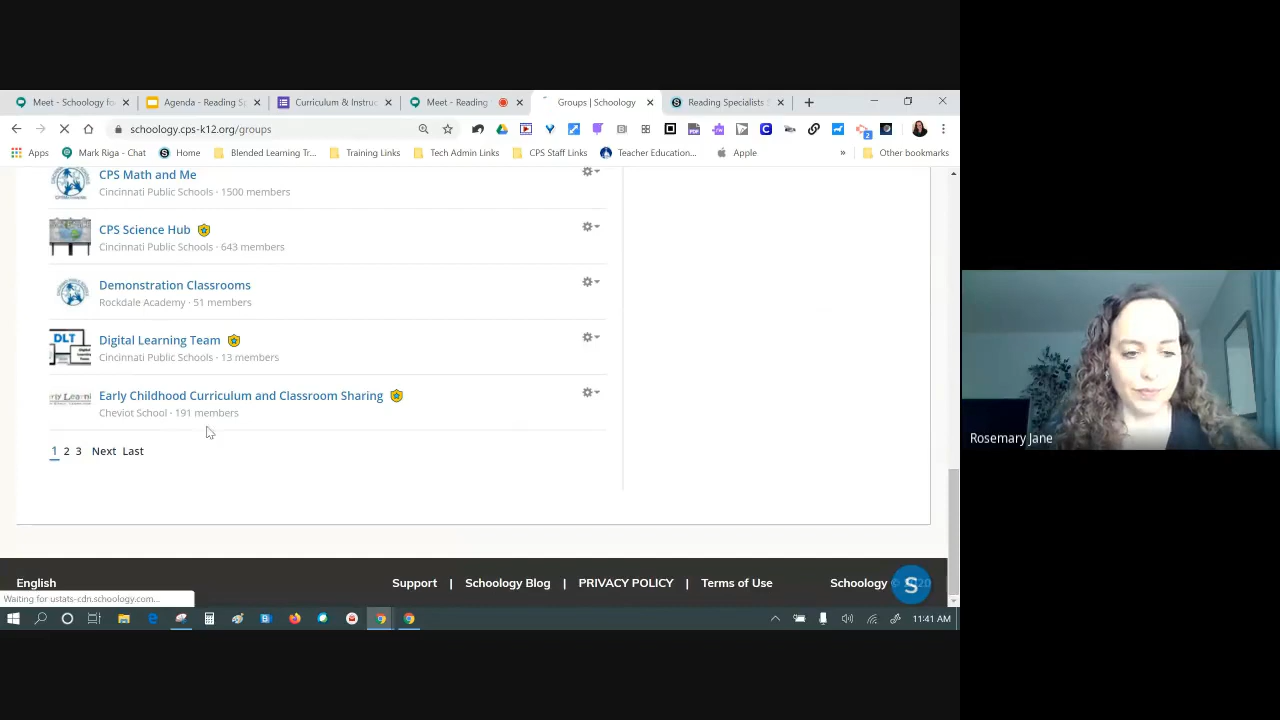 Meet - Schoology fo
Agenda - Reading Sp
Curriculum & Instruc
Meet - Reading
Groups | Schoology
Reading Specialists S
schoology.cps-k12.org/groups
Apps
Mark Riga - Chat
Home
Blended Learning Tr...
Training Links
Tech Admin Links
CPS Staff Links
Teacher Education...
Apple
»
Other bookmarks
CPS Math and Me
Cincinnati Public Schools · 1500 members
CPS Science Hub
Cincinnati Public Schools · 643 members
Demonstration Classrooms
Rockdale Academy · 51 members
DLT
Digital Learning Team
Cincinnati Public Schools · 13 members
Early Childhood Curriculum and Classroom Sharing
Cheviot School · 191 members
1 2 3 Next Last
English
Support | Schoology Blog | PRIVACY POLICY | Terms of Use
Schoology © 2020
S
Waiting for ustats-cdn.schoology.com...
11:41 AM
Rosemary Jane